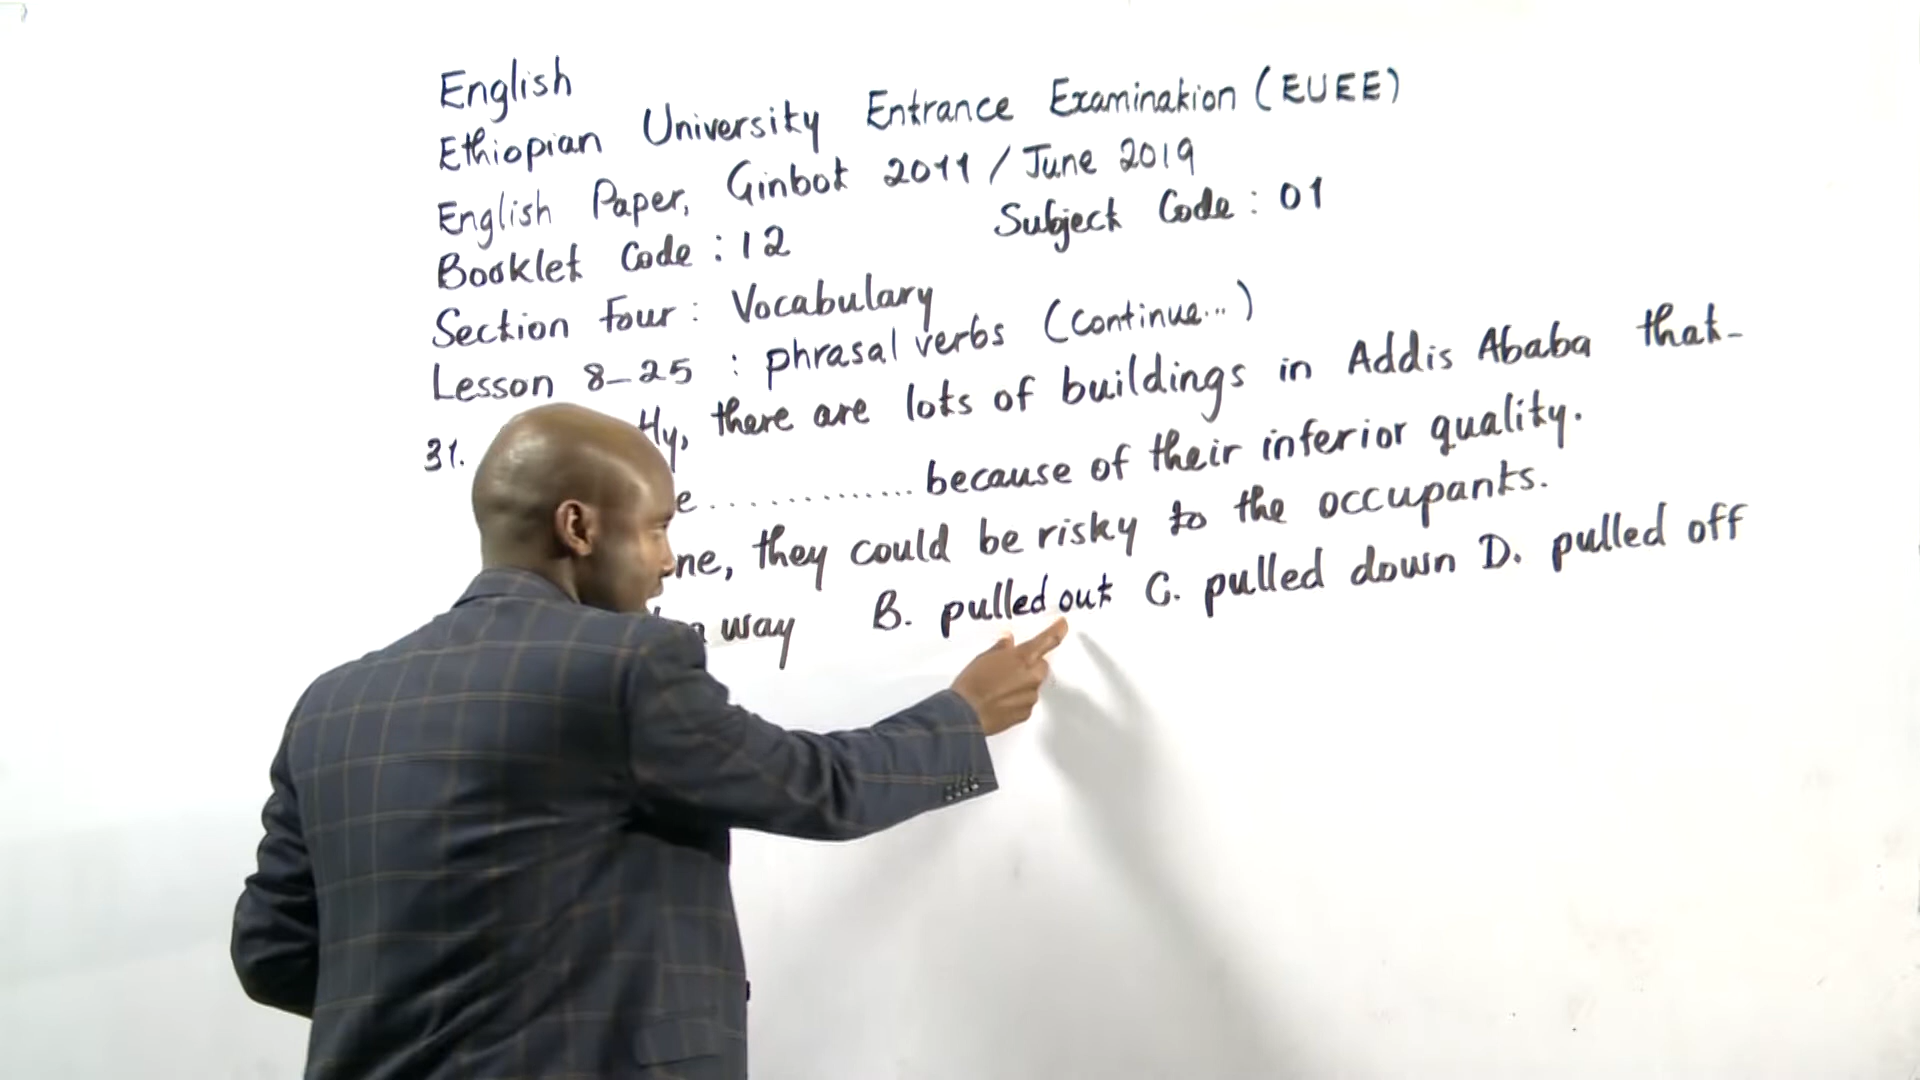 English
Ethiopian University Entrance Examination (EUEE)
English Paper, Ginbot 2011 / June 2019
Booklet Code : 12 Subject Code : 01
Section Four : Vocabulary
Lesson 8-25 : phrasal verbs (Continue...)
31. tly, there are lots of buildings in Addis Ababa that-
e.............. because of their inferior quality.
ne, they could be risky to the occupants.
way B. pulled out C. pulled down D. pulled off